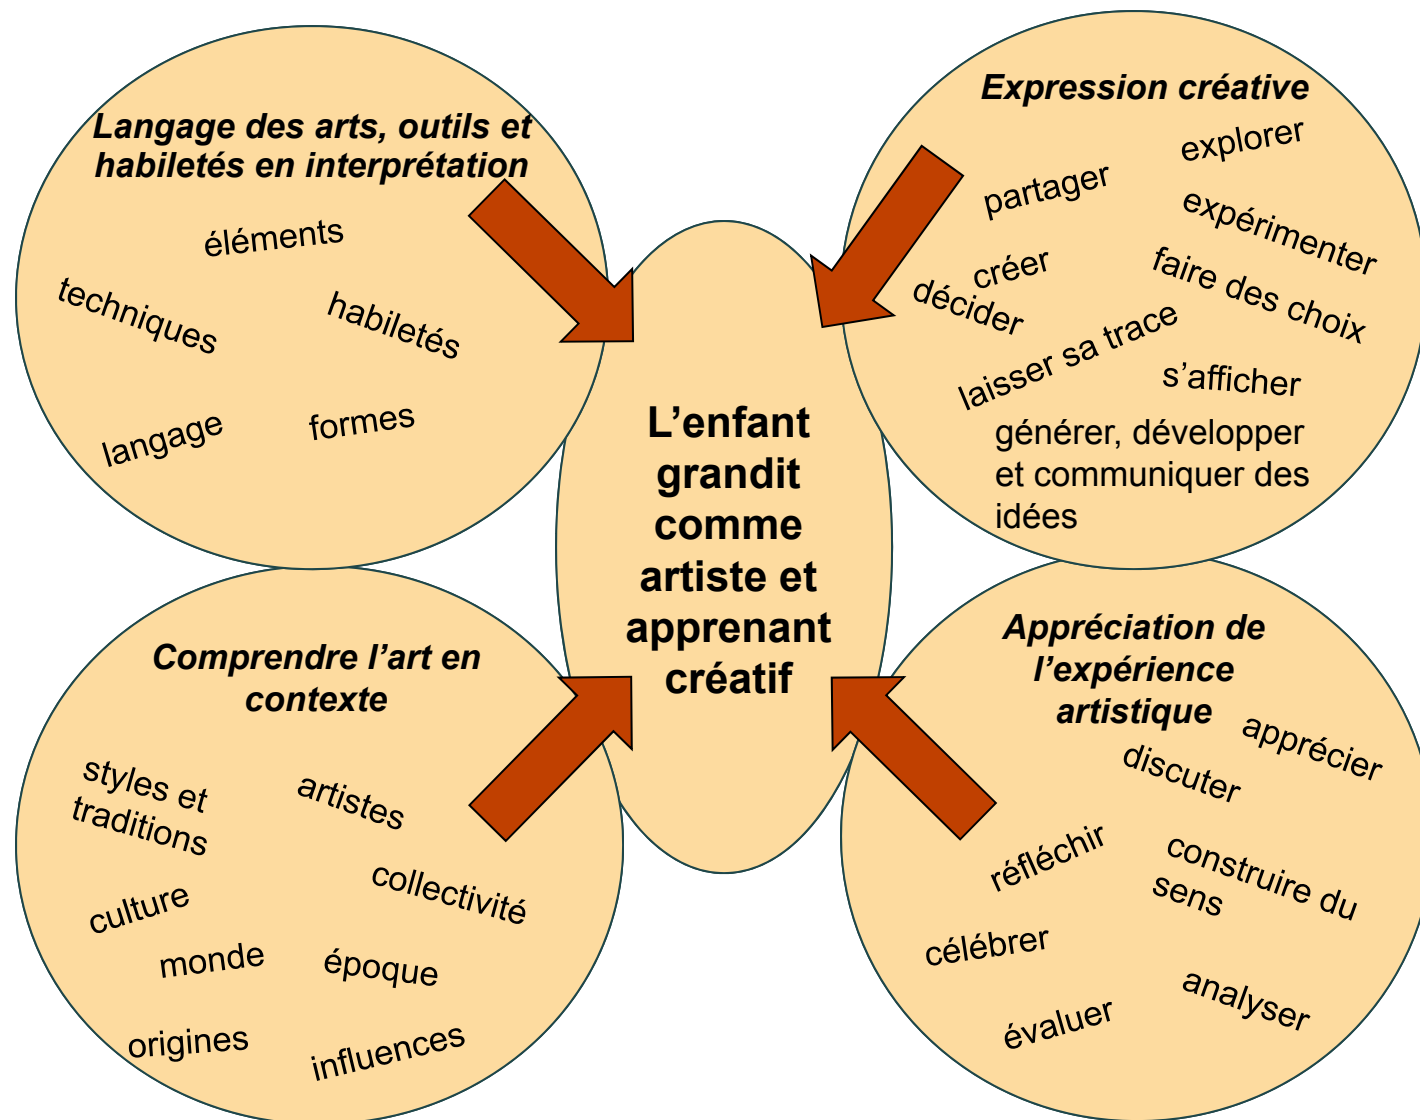 Langage des arts, outils et
habiletés en interprétation
éléments
techniques
habiletés
langage
formes
Expression créative
explorer
partager
expérimenter
créer
faire des choix
décider
laisser sa trace
s’afficher
générer, développer
et communiquer des
idées
L’enfant
grandit
comme
artiste et
apprenant
créatif
Comprendre l’art en
contexte
styles et
traditions
artistes
culture
collectivité
monde
époque
origines
influences
Appréciation de
l’expérience
artistique
apprécier
discuter
réfléchir
construire du
sens
célébrer
analyser
évaluer